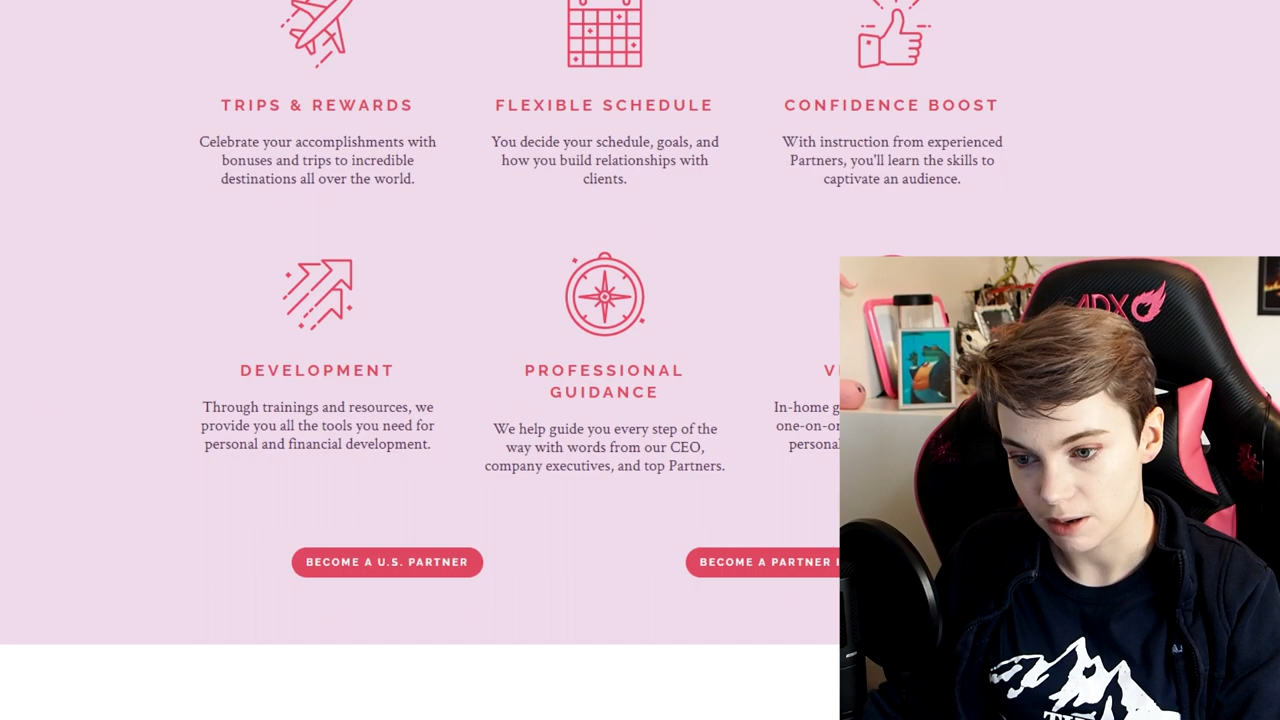 TRIPS & REWARDS
Celebrate your accomplishments with
bonuses and trips to incredible
destinations all over the world.
FLEXIBLE SCHEDULE
You decide your schedule, goals, and
how you build relationships with
clients.
CONFIDENCE BOOST
With instruction from experienced
Partners, you'll learn the skills to
captivate an audience.
DEVELOPMENT
Through trainings and resources, we
provide you all the tools you need for
personal and financial development.
PROFESSIONAL
GUIDANCE
We help guide you every step of the
way with words from our CEO,
company executives, and top Partners.
In-home
personal
BECOME A U.S. PARTNER
BECOME A PARTNER
ADX